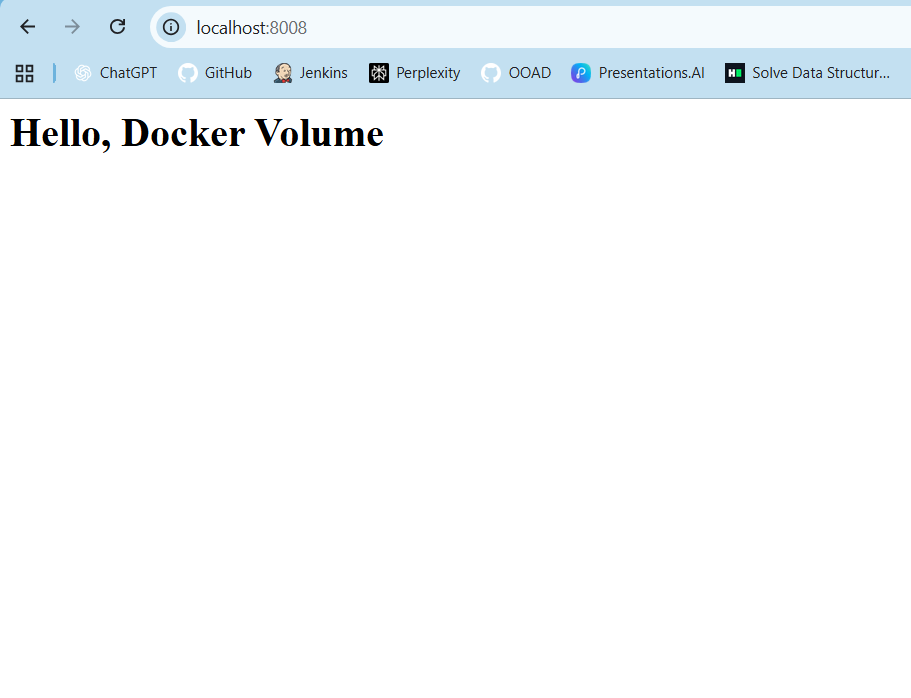 localhost:8008
ChatGPT GitHub Jenkins Perplexity OOAD Presentations.AI Solve Data Structur...
Hello, Docker Volume